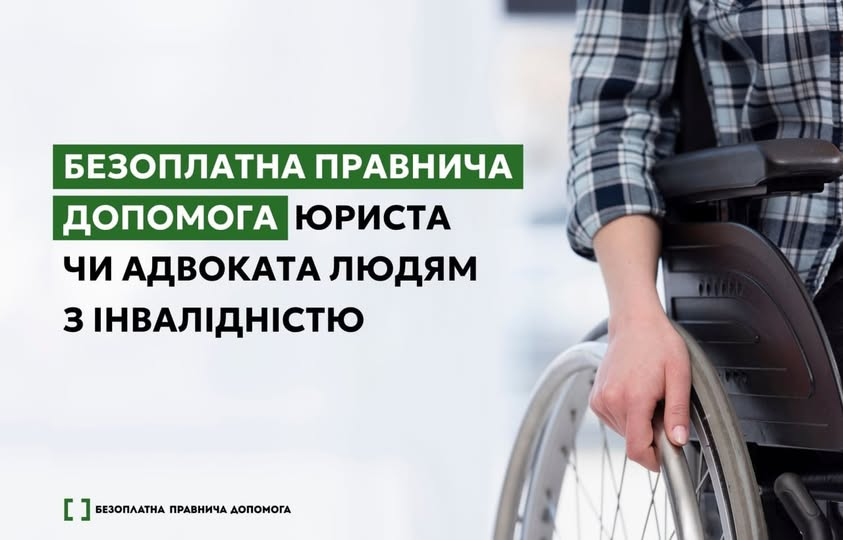 БЕЗОПЛАТНА ПРАВНИЧА
ДОПОМОГА ЮРИСТА
ЧИ АДВОКАТА ЛЮДЯМ
З ІНВАЛІДНІСТЮ
[ ] БЕЗОПЛАТНА ПРАВНИЧА ДОПОМОГА